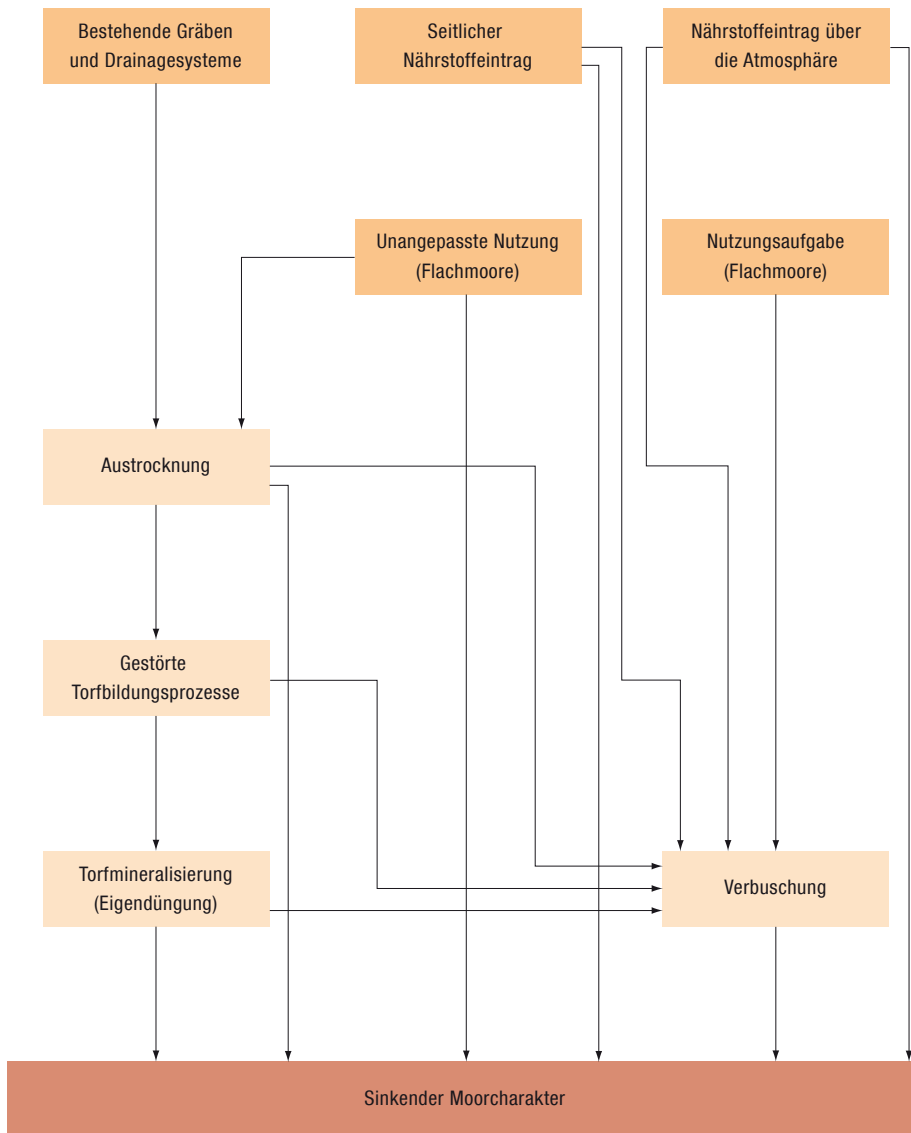 Bestehende Gräben
und Drainagesysteme
Seitlicher
Nährstoffeintrag
Nährstoffeintrag über
die Atmosphäre
Unangepasste Nutzung
(Flachmoore)
Nutzungsaufgabe
(Flachmoore)
Austrocknung
Gestörte
Torfbildungsprozesse
Torfmineralisierung
(Eigendüngung)
Verbuschung
Sinkender Moorcharakter